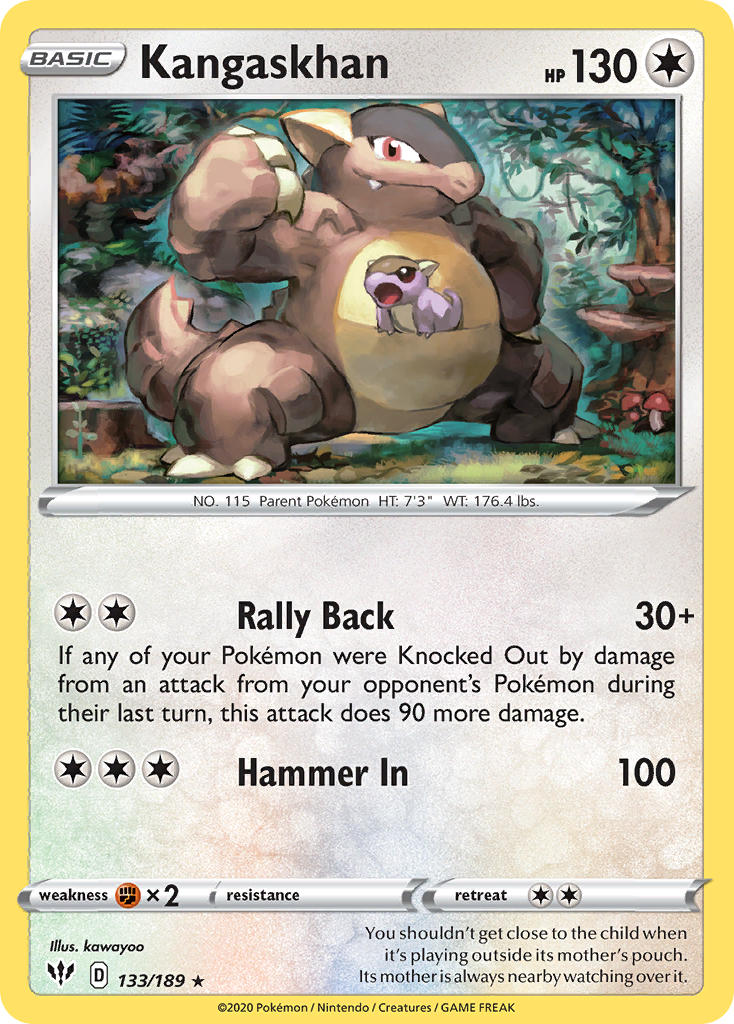 BASIC
Kangaskhan
HP 130
NO. 115 Parent Pokémon HT: 7'3" WT: 176.4 lbs.
Rally Back 30+
If any of your Pokémon were Knocked Out by damage
from an attack from your opponent's Pokémon during
their last turn, this attack does 90 more damage.
Hammer In 100
weakness ×2 resistance retreat
Illus. kawayoo
D 133/189 ★
You shouldn't get close to the child when
it's playing outside its mother's pouch.
Its mother is always nearby watching over it.
©2020 Pokémon / Nintendo / Creatures / GAME FREAK